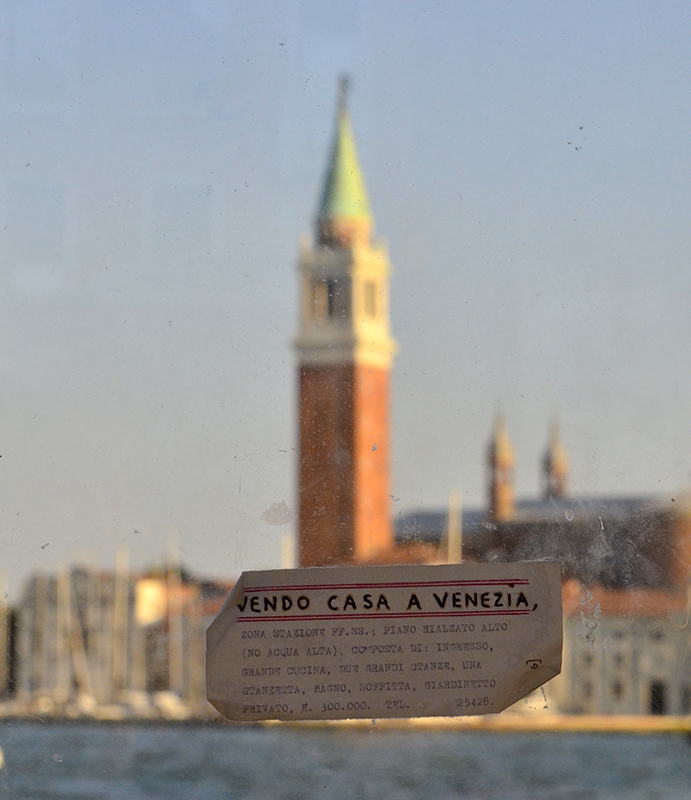 VENDO CASA A VENEZIA,
ZONA STAZIONE FF.SS.; PIANO RIALZATO ALTO
(NO ACQUA ALTA), COMPOSTA DI: INGRESSO,
GRANDE CUCINA, DUE GRANDI STANZE, UNA
STANZETTA, BAGNO, SOFFITTA, GIARDINETTO
PRIVATO, £. 300.000. TEL. 25428.